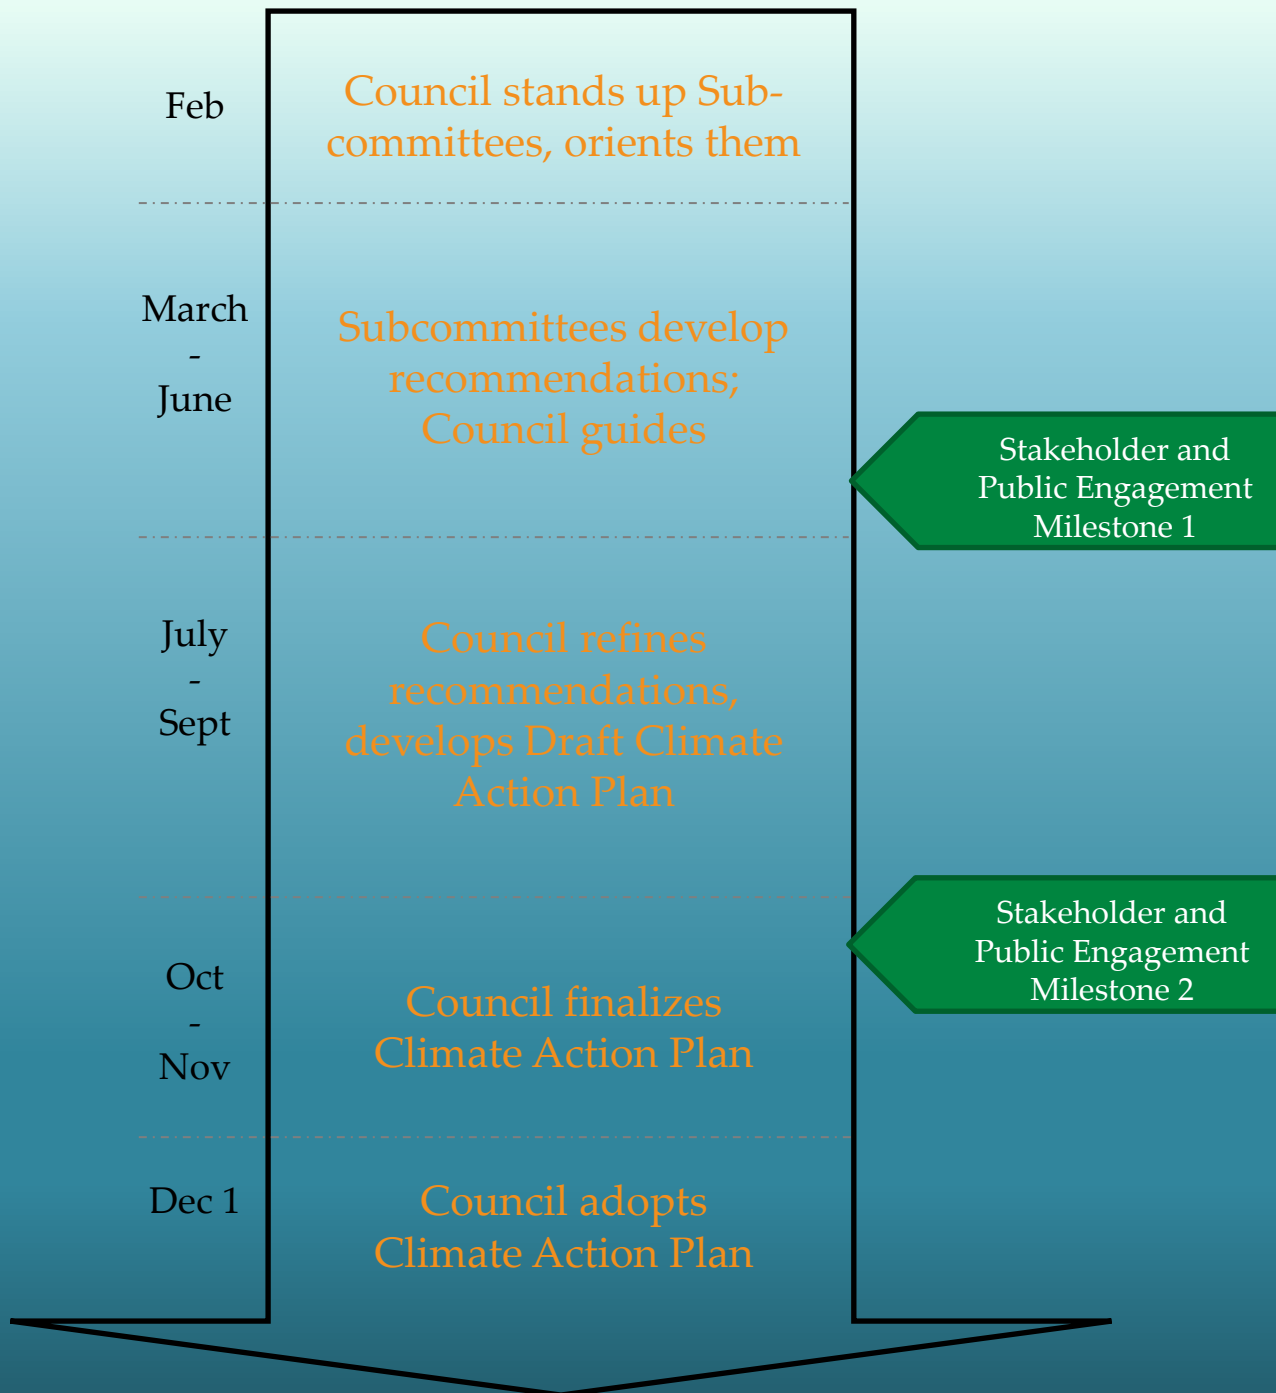 Feb
Council stands up Sub-
committees, orients them
March
-
June
Subcommittees develop
recommendations;
Council guides
Stakeholder and
Public Engagement
Milestone 1
July
-
Sept
Council refines
recommendations,
develops Draft Climate
Action Plan
Stakeholder and
Public Engagement
Milestone 2
Oct
-
Nov
Council finalizes
Climate Action Plan
Dec 1
Council adopts
Climate Action Plan